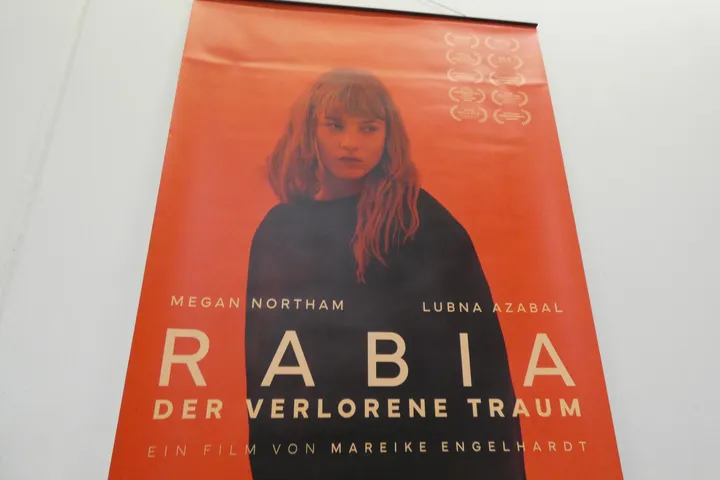 MEGAN NORTHAM LUBNA AZABAL
RABIA
DER VERLORENE TRAUM
EIN FILM VON MAREIKE ENGELHARDT